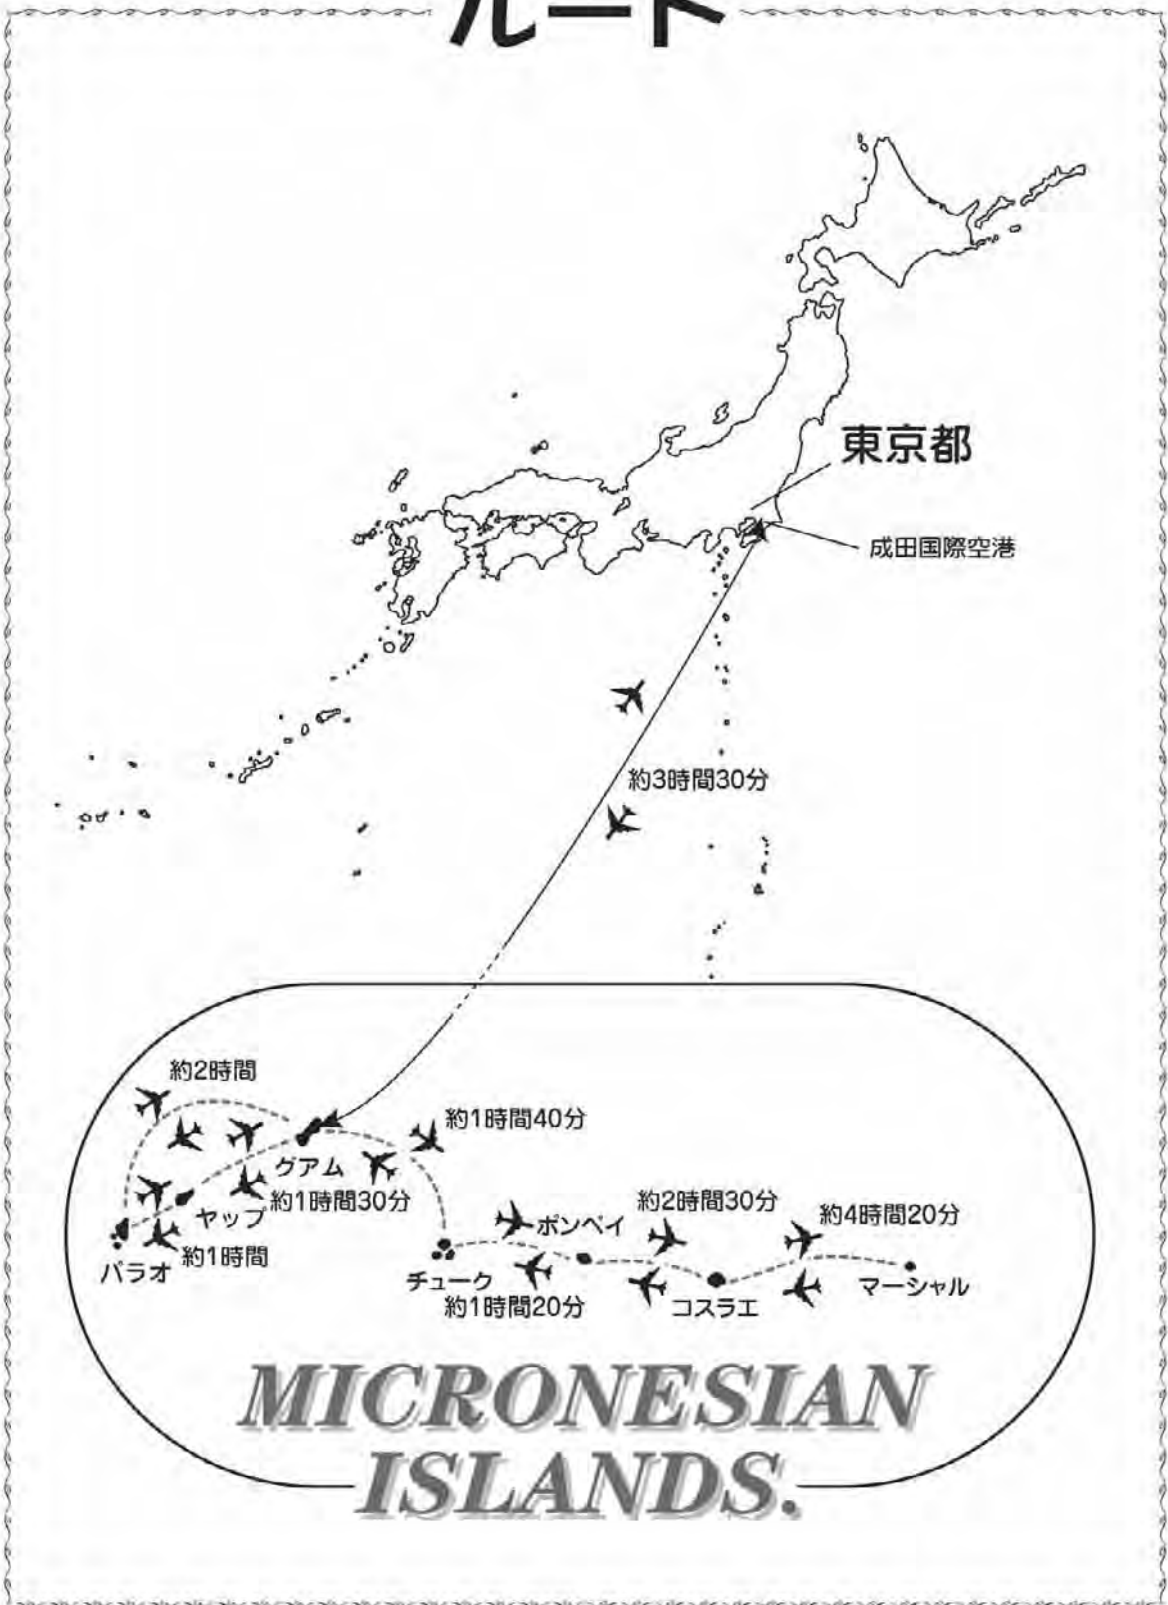 ルート
東京都
成田国際空港
約3時間30分
約2時間
約1時間40分
グアム
約1時間30分
ヤップ
約1時間
パラオ
ポンペイ
約2時間30分
約4時間20分
チューク
約1時間20分
コスラエ
マーシャル
MICRONESIAN
ISLANDS.